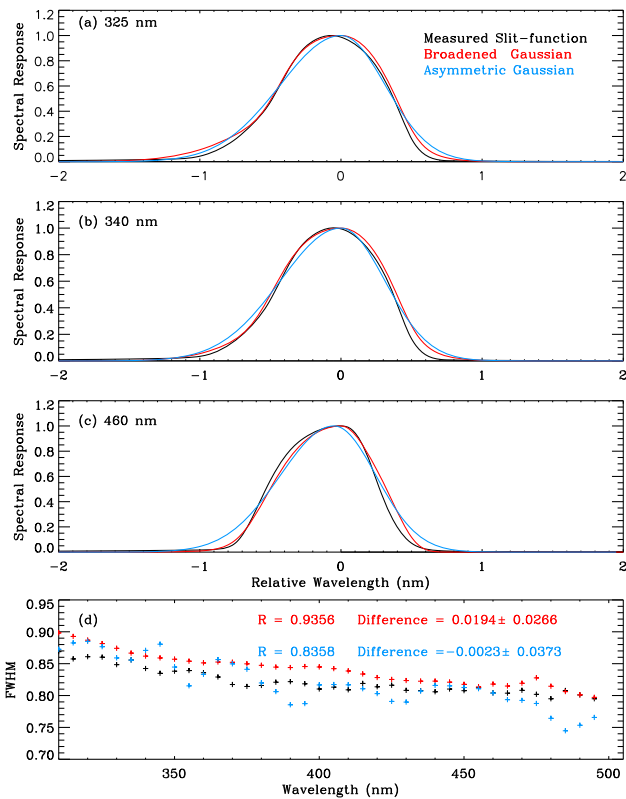 (a) 325 nm
Measured Slit-function
Broadened Gaussian
Asymmetric Gaussian
Spectral Response
1.2
1.0
0.8
0.6
0.4
0.2
0.0
-2 -1 0 1 2
(b) 340 nm
Spectral Response
1.2
1.0
0.8
0.6
0.4
0.2
0.0
-2 -1 0 1 2
(c) 460 nm
Spectral Response
1.2
1.0
0.8
0.6
0.4
0.2
0.0
-2 -1 0 1 2
Relative Wavelength (nm)
(d)
R = 0.9356 Difference = 0.0194± 0.0266
R = 0.8358 Difference =-0.0023± 0.0373
FWHM
0.95
0.90
0.85
0.80
0.75
0.70
350 400 450 500
Wavelength (nm)